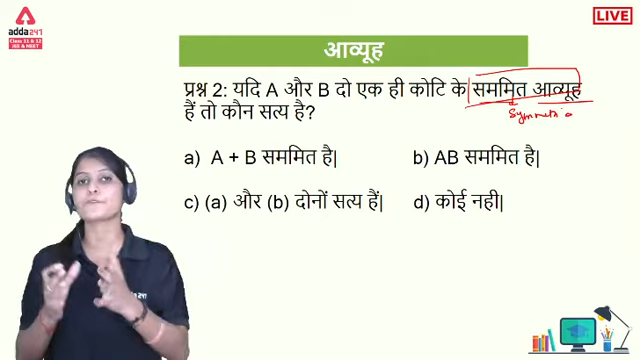 adda247
Class 11 & 12
JEE & NEET
LIVE
आव्यूह
प्रश्न 2: यदि A और B दो एक ही कोटि के सममित आव्यूह
हैं तो कौन सत्य है?
Symmetric
a) A + B सममित है|
b) AB सममित है|
c) (a) और (b) दोनों सत्य हैं|
d) कोई नही|